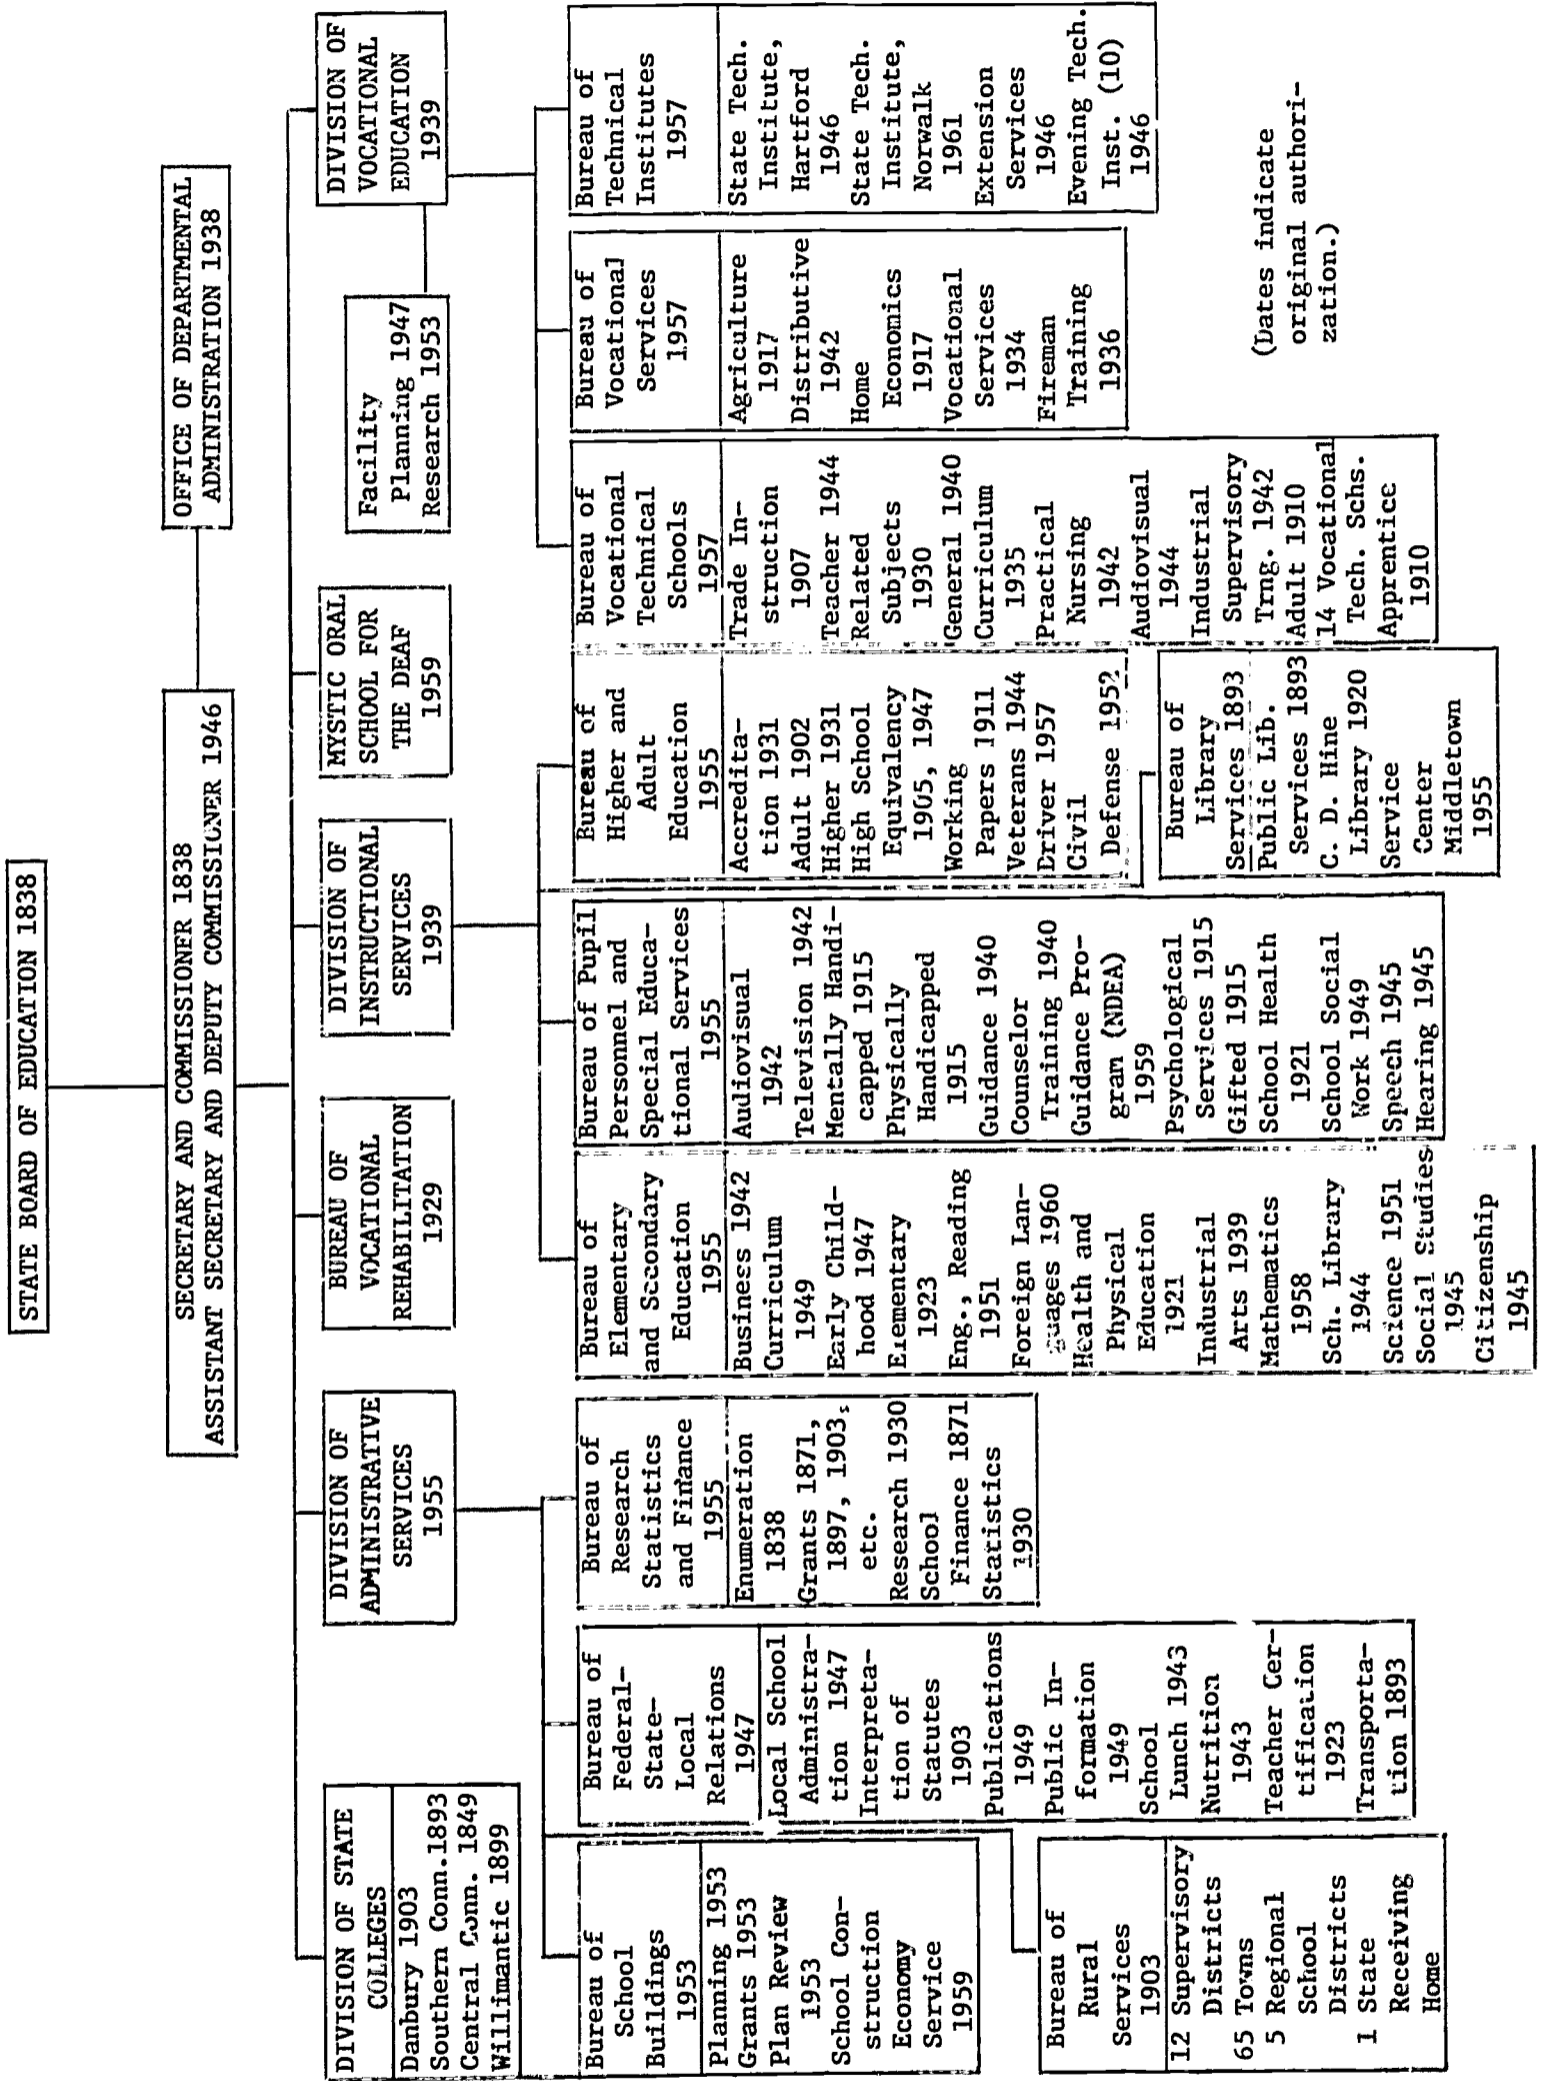 STATE BOARD OF EDUCATION 1838
SECRETARY AND COMMISSIONER 1838
ASSISTANT SECRETARY AND DEPUTY COMMISSIONER 1946
OFFICE OF DEPARTMENTAL
ADMINISTRATION 1938
DIVISION OF STATE
COLLEGES
Danbury 1903
Southern Conn.1893
Central Conn. 1849
Willimantic 1899
DIVISION OF
ADMINISTRATIVE
SERVICES
1955
BUREAU OF
VOCATIONAL
REHABILITATION
1929
DIVISION OF
INSTRUCTIONAL
SERVICES
1939
MYSTIC ORAL
SCHOOL FOR
THE DEAF
1959
DIVISION OF
VOCATIONAL
EDUCATION
1939
Facility
Planning 1947
Research 1953
Bureau of
School
Buildings
1953
Planning 1953
Grants 1953
Plan Review
1953
School Con-
struction
Economy
Service
1959
Bureau of
Rural
Services
1903
12 Supervisory
Districts
65 Towns
5 Regional
School
Districts
1 State
Receiving
Home
Bureau of
Federal-
State-
Local
Relations
1947
Local School
Administra-
tion 1947
Interpreta-
tion of
Statutes
1903
Publications
1949
Public In-
formation
1949
School
Lunch 1943
Nutrition
1943
Teacher Cer-
tification
1923
Transporta-
tion 1893
Bureau of
Research
Statistics
and Finance
1955
Enumeration
1838
Grants 1871,
1897, 1903,
etc.
Research 1930
School
Finance 1871
Statistics
1930
Bureau of
Elementary
and Secondary
Education
1955
Business 1942
Curriculum
1949
Early Child-
hood 1947
Elementary
1923
Eng., Reading
1951
Foreign Lan-
guages 1960
Health and
Physical
Education
1921
Industrial
Arts 1939
Mathematics
1958
Sch. Library
1944
Science 1951
Social Studies
1945
Citizenship
1945
Bureau of Pupil
Personnel and
Special Educa-
tional Services
1955
Audiovisual
1942
Television 1942
Mentally Handi-
capped 1915
Physically
Handicapped
1915
Guidance 1940
Counselor
Training 1940
Guidance Pro-
gram (NDEA)
1959
Psychological
Services 1915
Gifted 1915
School Health
1921
School Social
Work 1949
Speech 1945
Hearing 1945
Bureau of
Higher and
Adult
Education
1955
Accredita-
tion 1931
Adult 1902
Higher 1931
High School
Equivalency
1905, 1947
Working
Papers 1911
Veterans 1944
Driver 1957
Civil
Defense 1952
Bureau of
Library
Services 1893
Public Lib.
Services 1893
C. D. Hine
Library 1920
Service
Center
Middletown
1955
Bureau of
Vocational
Technical
Schools
1957
Trade In-
struction
1907
Teacher 1944
Related
Subjects
1930
General 1940
Curriculum
1935
Practical
Nursing
1942
Audiovisual
1944
Industrial
Supervisory
Trng. 1942
Adult 1910
14 Vocational
Tech. Schs.
Apprentice
1910
Bureau of
Vocational
Services
1957
Agriculture
1917
Distributive
1942
Home
Economics
1917
Vocational
Services
1934
Fireman
Training
1936
Bureau of
Technical
Institutes
1957
State Tech.
Institute,
Hartford
1946
State Tech.
Institute,
Norwalk
1961
Extension
Services
1946
Evening Tech.
Inst. (10)
1946
(Dates indicate
original authori-
zation.)